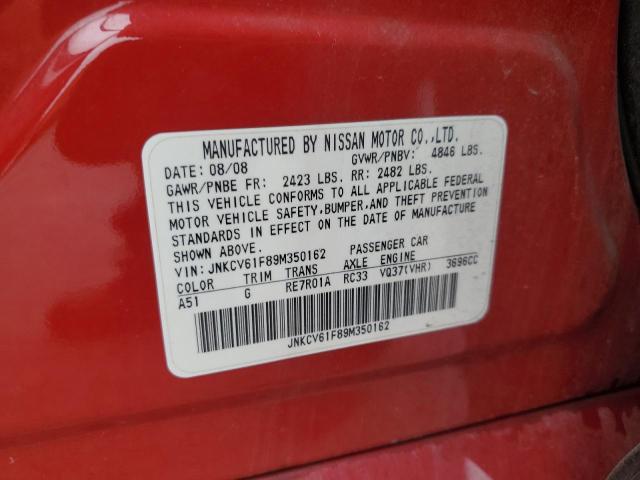 MANUFACTURED BY NISSAN MOTOR CO.,LTD.
DATE: 08/08 GVWR/PNBV: 4846 LBS.
GAWR/PNBE FR: 2423 LBS. RR: 2482 LBS.
THIS VEHICLE CONFORMS TO ALL APPLICABLE FEDERAL
MOTOR VEHICLE SAFETY,BUMPER,AND THEFT PREVENTION
STANDARDS IN EFFECT ON THE DATE OF MANUFACTURE
SHOWN ABOVE.
VIN: JNKCV61F89M350162 PASSENGER CAR
COLOR TRIM TRANS AXLE ENGINE
A51 G RE7R01A RC33 VQ37(VHR) 3696CC
JNKCV61F89M350162